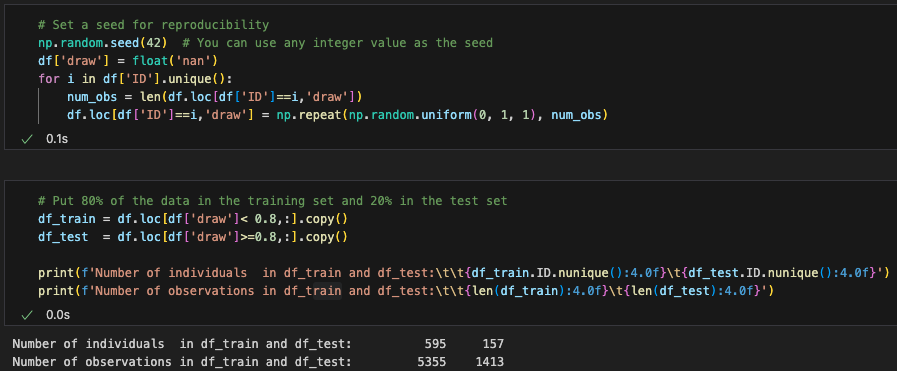 # Set a seed for reproducibility
np.random.seed(42)  # You can use any integer value as the seed
df['draw'] = float('nan')
for i in df['ID'].unique():
    num_obs = len(df.loc[df['ID']==i,'draw'])
    df.loc[df['ID']==i,'draw'] = np.repeat(np.random.uniform(0, 1, 1), num_obs)
0.1s
# Put 80% of the data in the training set and 20% in the test set
df_train = df.loc[df['draw']< 0.8,:].copy()
df_test  = df.loc[df['draw']>=0.8,:].copy()

print(f'Number of individuals  in df_train and df_test:\t\t{df_train.ID.nunique():4.0f}\t{df_test.ID.nunique():4.0f}')
print(f'Number of observations in df_train and df_test:\t\t{len(df_train):4.0f}\t{len(df_test):4.0f}')
0.0s
Number of individuals  in df_train and df_test:		 595	 157
Number of observations in df_train and df_test:		5355	1413